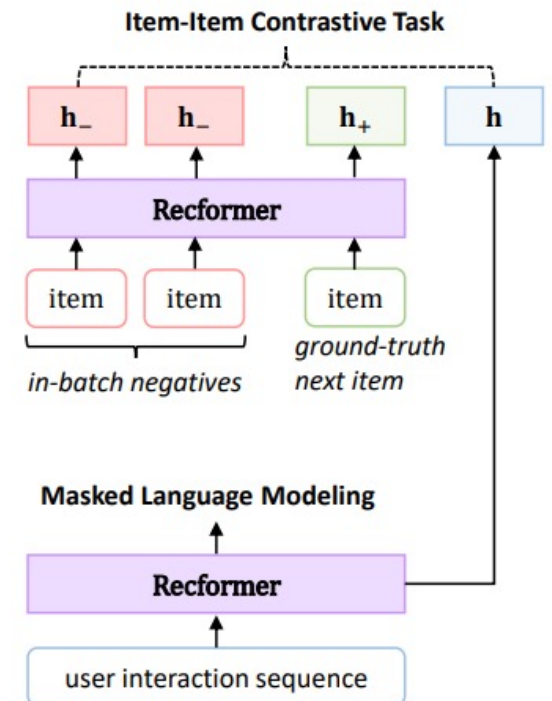 Item-Item Contrastive Task
h₋ h₋ h₊ h
Recformer
item item item
in-batch negatives
ground-truth
next item
Masked Language Modeling
Recformer
user interaction sequence